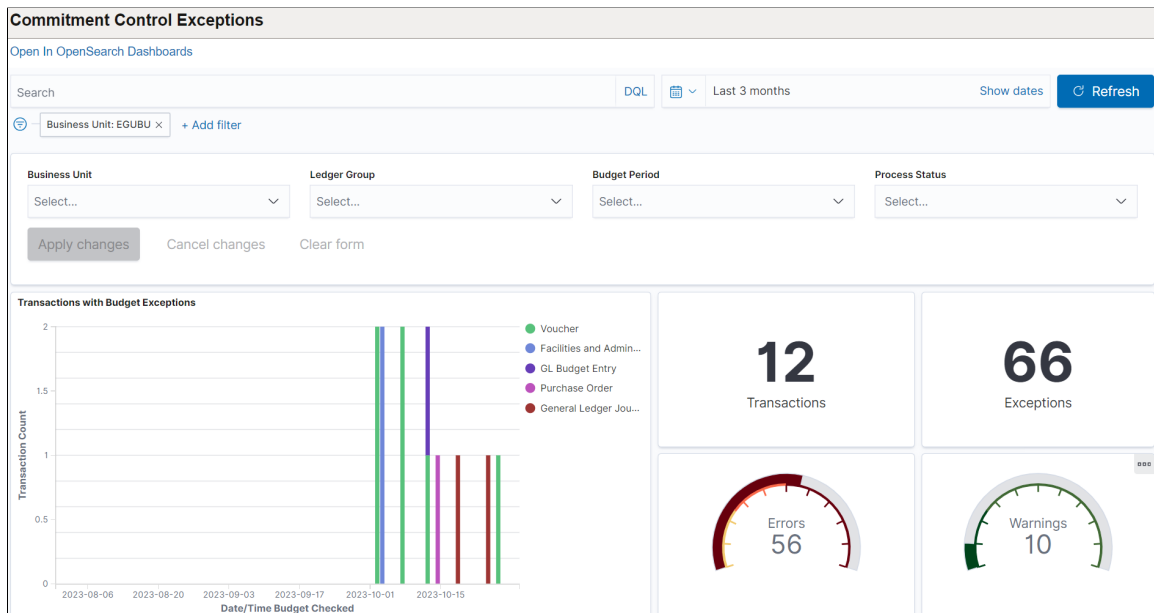 Commitment Control Exceptions
Open In OpenSearch Dashboards
Search DQL Last 3 months Show dates Refresh
Business Unit: EGUBU × + Add filter
Business Unit Ledger Group Budget Period Process Status
Select... Select... Select... Select...
Apply changes Cancel changes Clear form
Transactions with Budget Exceptions
2
1.5
1
0.5
0
Transaction Count
2023-08-06 2023-08-20 2023-09-03 2023-09-17 2023-10-01 2023-10-15
Date/Time Budget Checked
Voucher
Facilities and Admin...
GL Budget Entry
Purchase Order
General Ledger Jou...
12
Transactions
66
Exceptions
Errors
56
Warnings
10